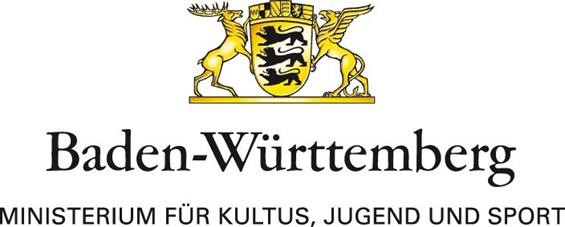 Baden-Württemberg
MINISTERIUM FÜR KULTUS, JUGEND UND SPORT